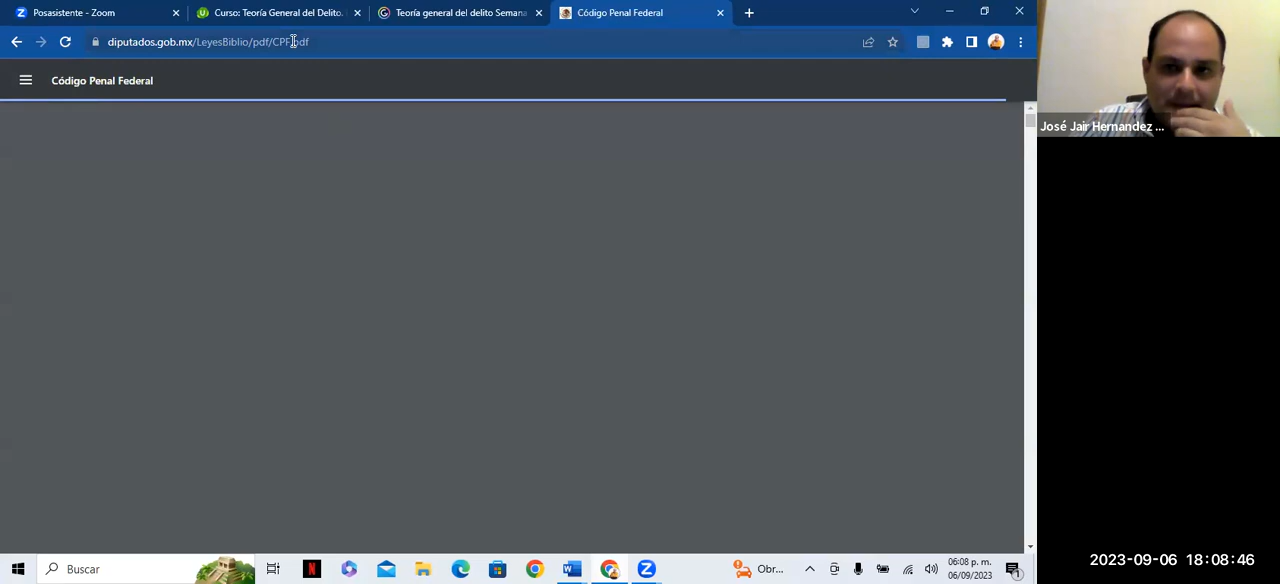 Posasistente - Zoom
Curso: Teoría General del Delito.
Teoría general del delito Semana
Código Penal Federal
diputados.gob.mx/LeyesBiblio/pdf/CPF.pdf
Código Penal Federal
José Jair Hernandez ...
Buscar
Obr...
06:08 p. m.
06/09/2023
2023-09-06 18:08:46